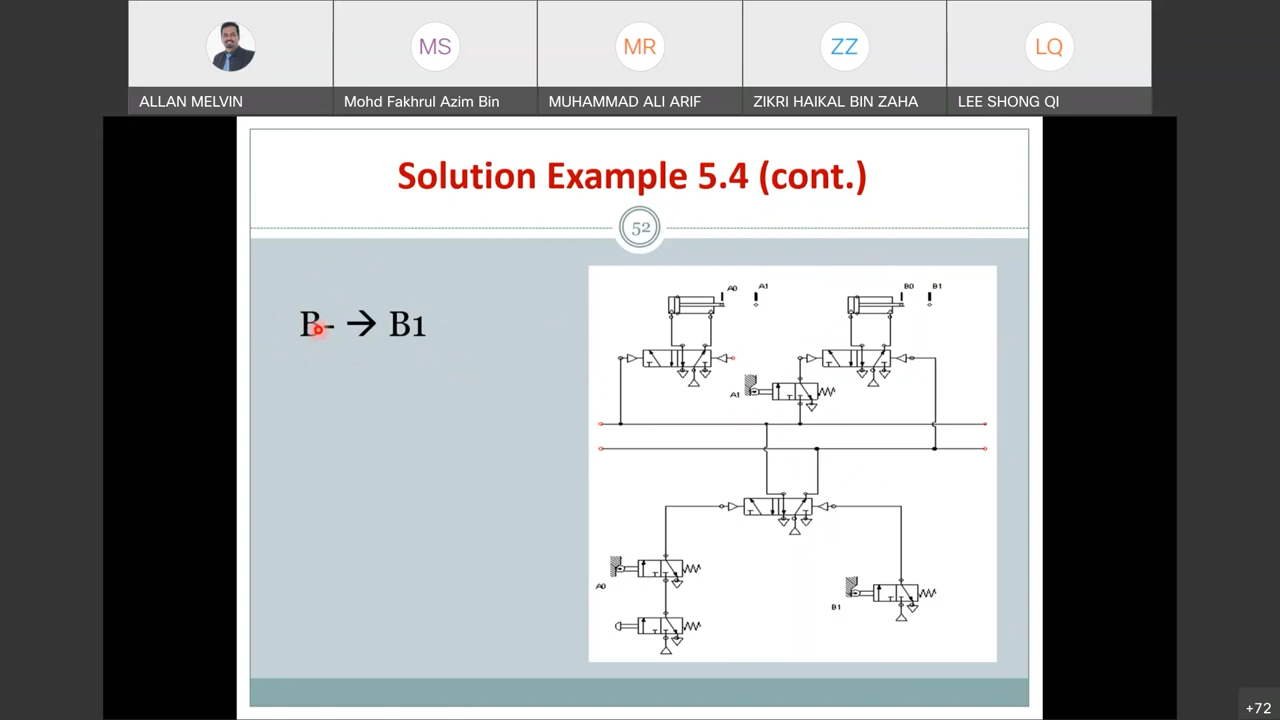 MS
MR
ZZ
LQ
ALLAN MELVIN
Mohd Fakhrul Azim Bin
MUHAMMAD ALI ARIF
ZIKRI HAIKAL BIN ZAHA
LEE SHONG QI
Solution Example 5.4 (cont.)
52
B- → B1
A0
A1
B0
B1
A1
A0
B1
+72